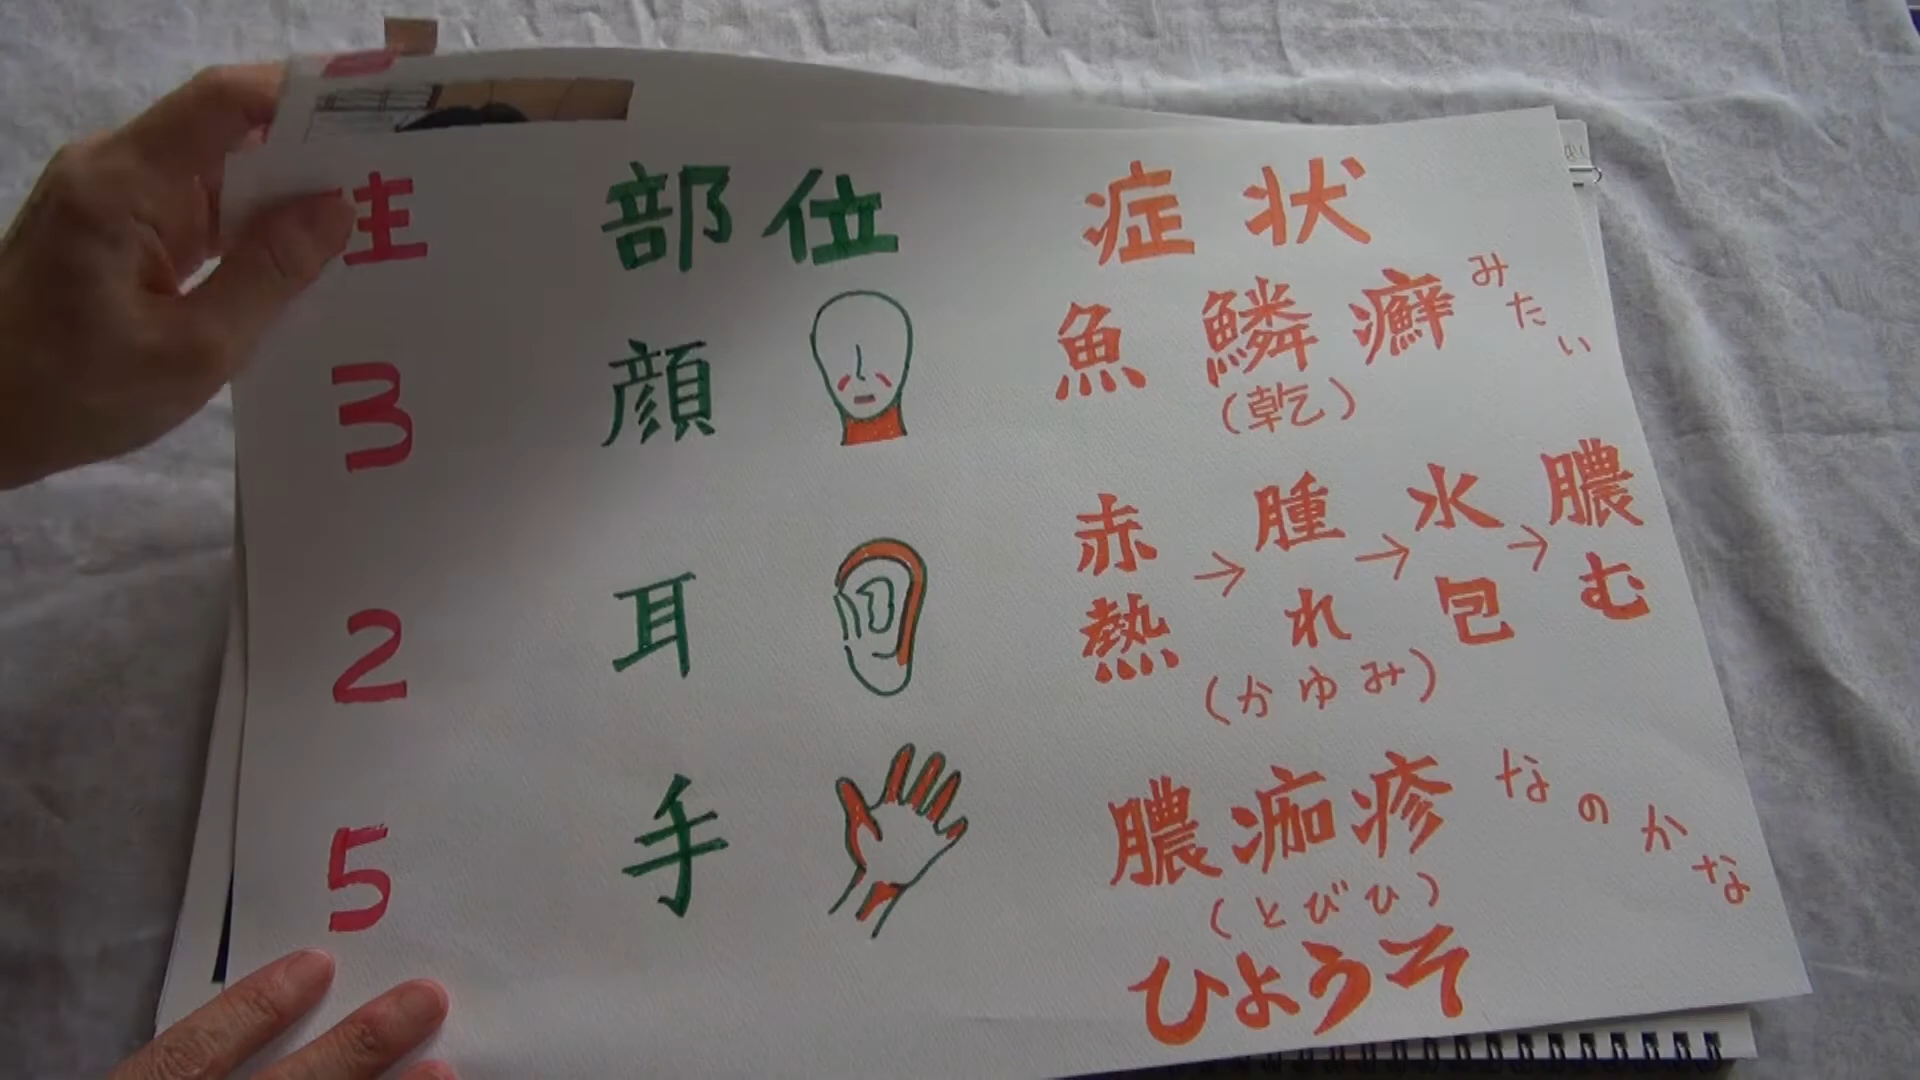 主 部位 症状
3 顔 魚鱗癬みたい
(乾)
2 耳 赤熱→腫れ→水包→膿む
(かゆみ)
5 手 膿痂疹なのかな
(とびひ)
ひょうそ